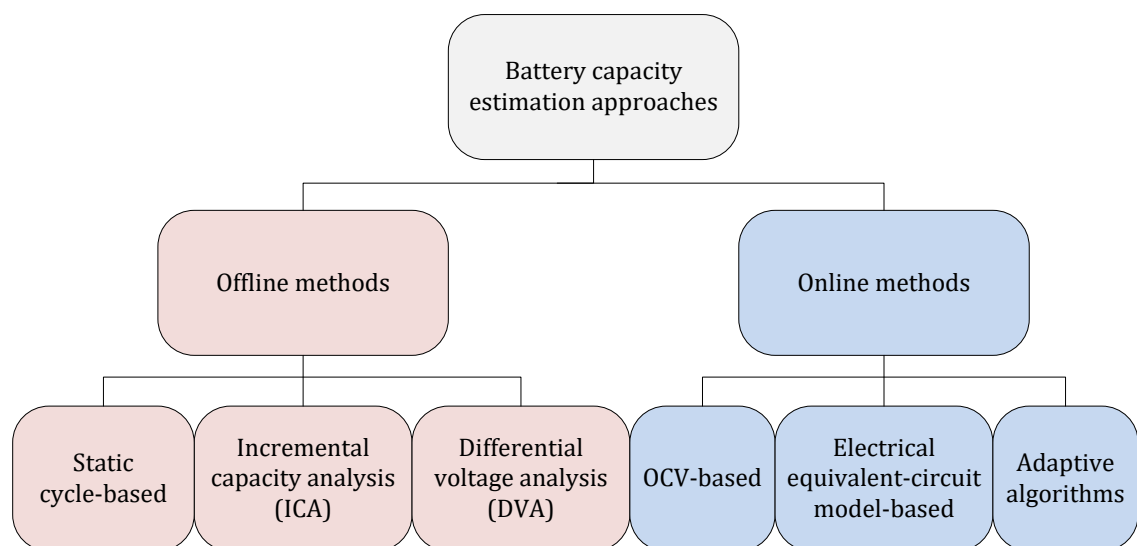 Battery capacity
estimation approaches
Offline methods
Online methods
Static
cycle-based
Incremental
capacity analysis
(ICA)
Differential
voltage analysis
(DVA)
OCV-based
Electrical
equivalent-circuit
model-based
Adaptive
algorithms